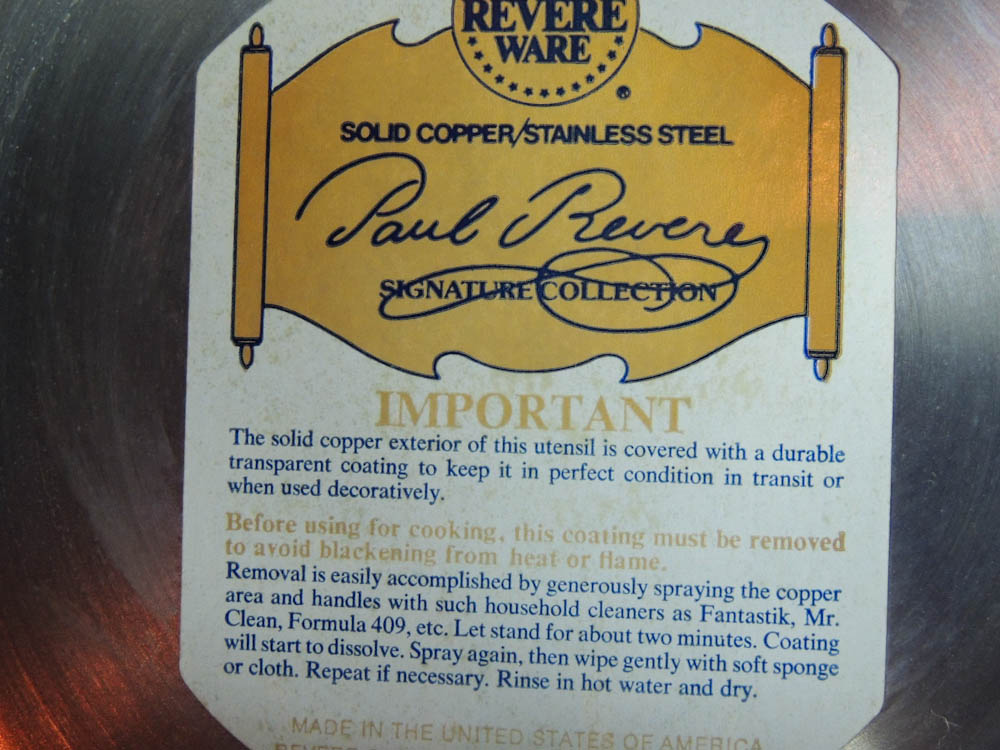 REVERE
WARE
SOLID COPPER/STAINLESS STEEL
Paul Revere
SIGNATURE COLLECTION
IMPORTANT
The solid copper exterior of this utensil is covered with a durable
transparent coating to keep it in perfect condition in transit or
when used decoratively.
Before using for cooking, this coating must be removed
to avoid blackening from heat or flame.
Removal is easily accomplished by generously spraying the copper
area and handles with such household cleaners as Fantastik, Mr.
Clean, Formula 409, etc. Let stand for about two minutes. Coating
will start to dissolve. Spray again, then wipe gently with soft sponge
or cloth. Repeat if necessary. Rinse in hot water and dry.
MADE IN THE UNITED STATES OF AMERICA